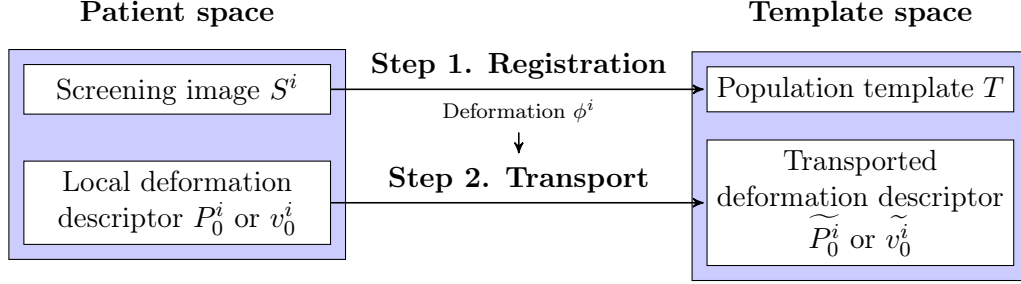 Patient space
Template space
Screening image $S^i$
Step 1. Registration
Population template $T$
Deformation $\phi^i$
Local deformation
descriptor $P_0^i$ or $v_0^i$
Step 2. Transport
Transported
deformation descriptor
$\widetilde{P_0^i}$ or $\widetilde{v_0^i}$